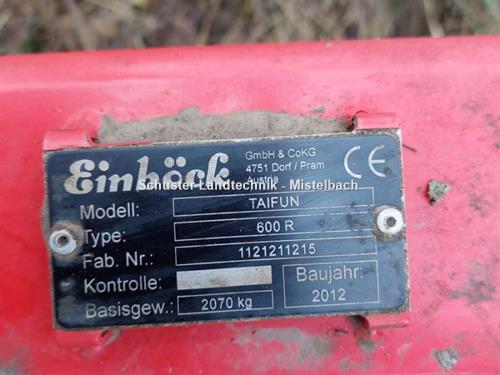 Einböck
GmbH & CoKG
4751 Dorf / Pram
Austria
CE
Schuster Landtechnik - Mistelbach
Modell: TAIFUN
Type: 600 R
Fab. Nr.: 1121211215
Kontrolle:
Baujahr:
2012
Basisgew.: 2070 kg